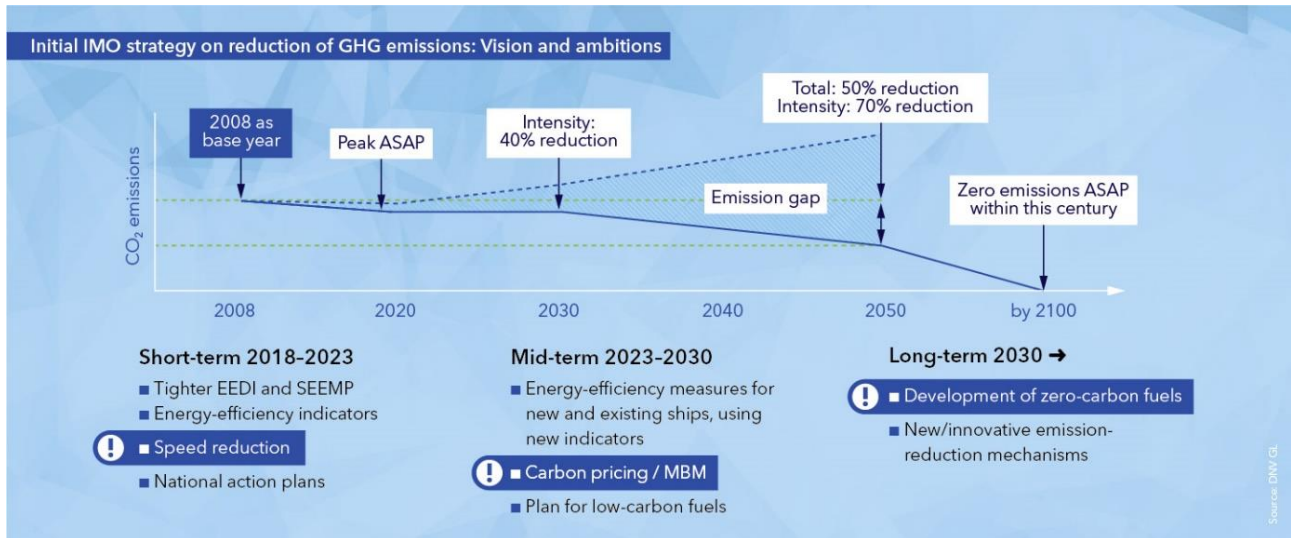 Initial IMO strategy on reduction of GHG emissions: Vision and ambitions
Total: 50% reduction
Intensity: 70% reduction
2008 as
base year
Peak ASAP
Intensity:
40% reduction
Emission gap
Zero emissions ASAP
within this century
CO₂ emissions
2008
2020
2030
2040
2050
by 2100
Short-term 2018–2023
■ Tighter EEDI and SEEMP
■ Energy-efficiency indicators
! ■ Speed reduction
■ National action plans
Mid-term 2023–2030
■ Energy-efficiency measures for
new and existing ships, using
new indicators
! ■ Carbon pricing / MBM
■ Plan for low-carbon fuels
Long-term 2030 ➔
! ■ Development of zero-carbon fuels
■ New/innovative emission-
reduction mechanisms
Source: DNV GL